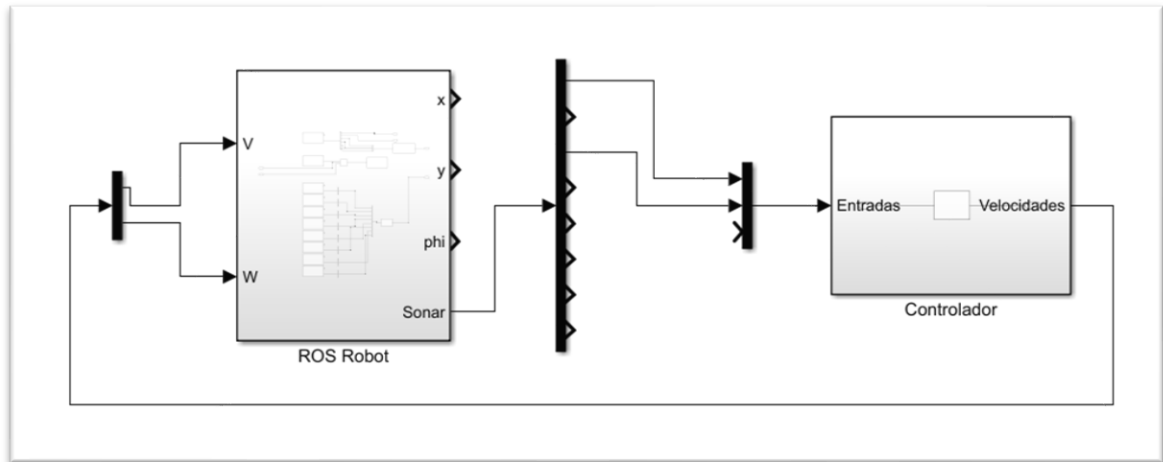 x
V
y
phi
W
Sonar
ROS Robot
Entradas
Velocidades
Controlador